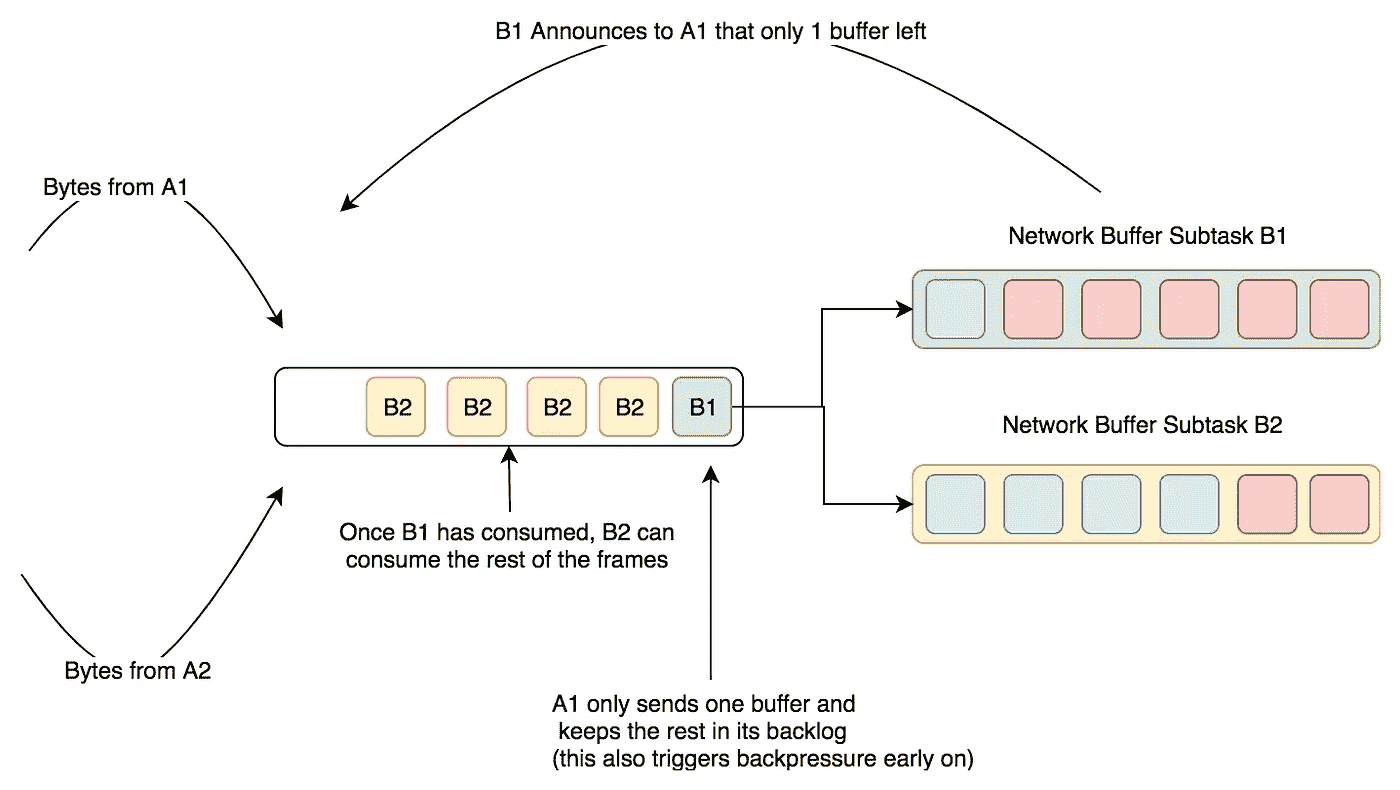 B1 Announces to A1 that only 1 buffer left
Bytes from A1
Network Buffer Subtask B1
B2 B2 B2 B2 B1
Network Buffer Subtask B2
Once B1 has consumed, B2 can
consume the rest of the frames
Bytes from A2
A1 only sends one buffer and
keeps the rest in its backlog
(this also triggers backpressure early on)